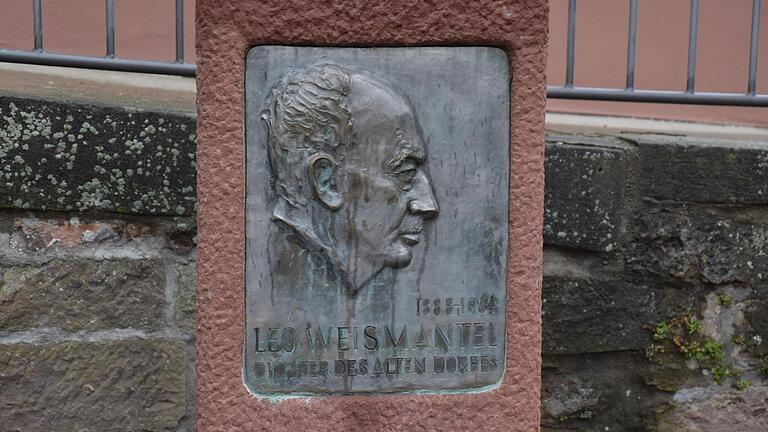 1888-1964
LEO WEISMANTEL
DICHTER DES ALTEN DORFES